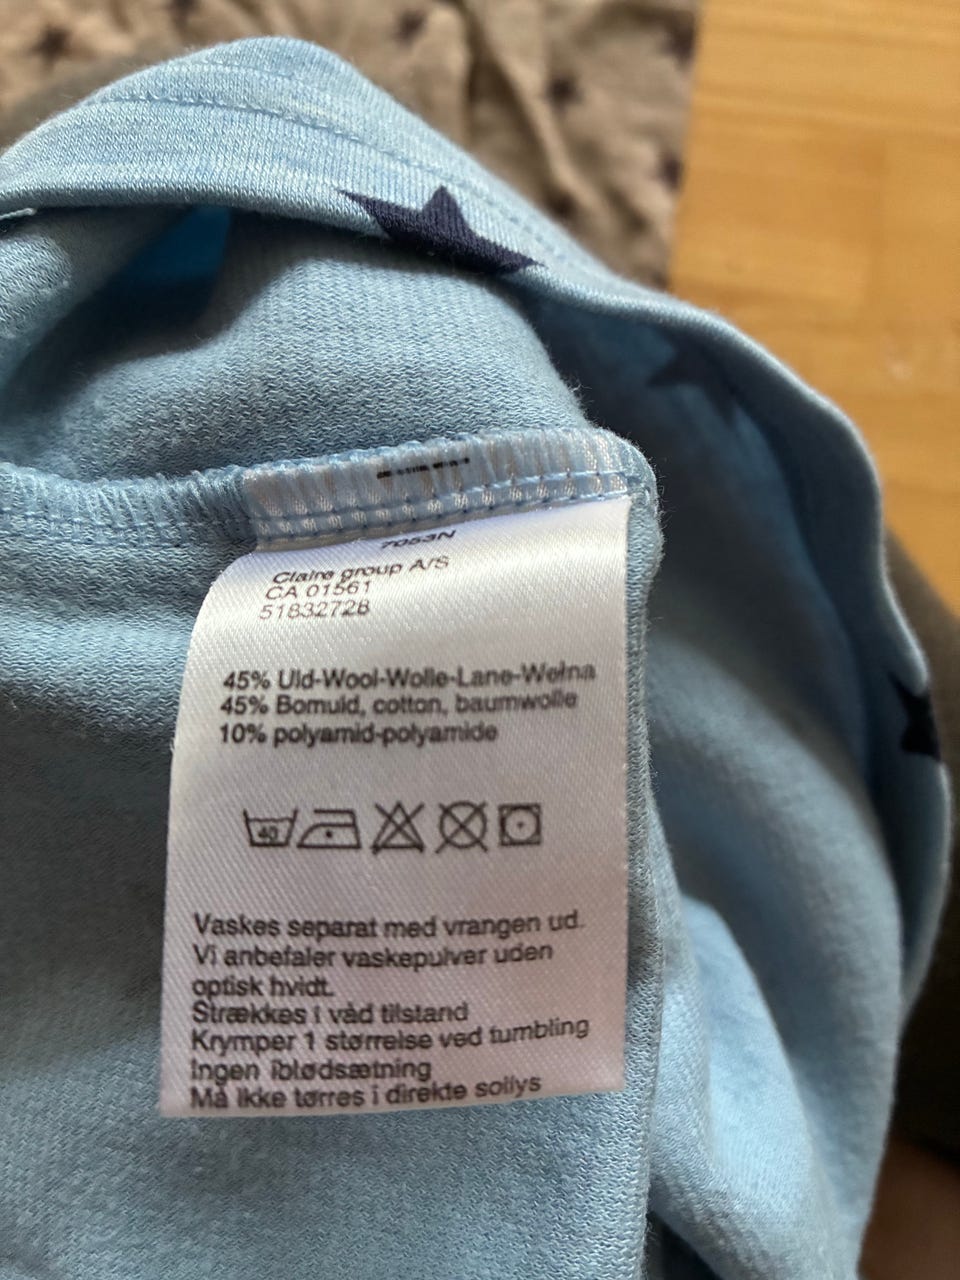 7053N
Claire group A/S
CA 01561
51832728
45% Uld-Wool-Wolle-Lane-Wełna
45% Bomuld, cotton, baumwolle
10% polyamid-polyamide
40
Vaskes separat med vrangen ud.
Vi anbefaler vaskepulver uden
optisk hvidt.
Strækkes i våd tilstand
Krymper 1 størrelse ved tumbling
Ingen iblødsætning
Må ikke tørres i direkte sollys